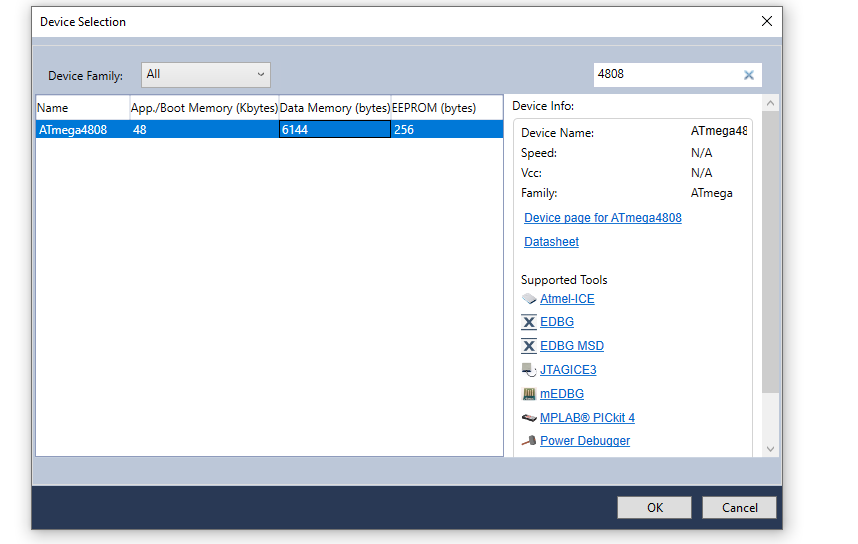 Device Selection
Device Family: All 4808
Name App./Boot Memory (Kbytes) Data Memory (bytes) EEPROM (bytes)
ATmega4808 48 6144 256
Device Info:
Device Name: ATmega48
Speed: N/A
Vcc: N/A
Family: ATmega
Device page for ATmega4808
Datasheet
Supported Tools
Atmel-ICE
EDBG
EDBG MSD
JTAGICE3
mEDBG
MPLAB® PICkit 4
Power Debugger
OK Cancel